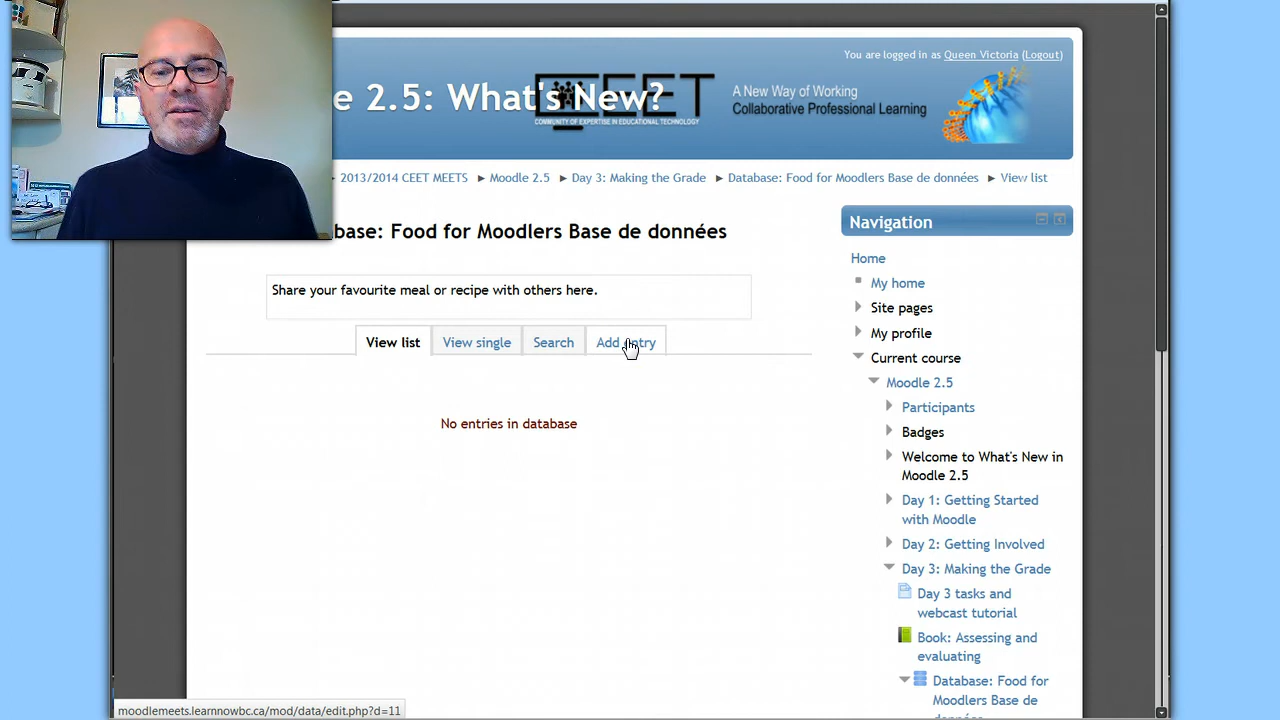 You are logged in as Queen Victoria (Logout)
e 2.5: What's New?
CEET
COMMUNITY OF EXPERTISE IN EDUCATIONAL TECHNOLOGY
A New Way of Working
Collaborative Professional Learning
2013/2014 CEET MEETS ► Moodle 2.5 ► Day 3: Making the Grade ► Database: Food for Moodlers Base de données ► View list
base: Food for Moodlers Base de données
Share your favourite meal or recipe with others here.
View list View single Search Add entry
No entries in database
Navigation
Home
My home
Site pages
My profile
Current course
Moodle 2.5
Participants
Badges
Welcome to What's New in
Moodle 2.5
Day 1: Getting Started
with Moodle
Day 2: Getting Involved
Day 3: Making the Grade
Day 3 tasks and
webcast tutorial
Book: Assessing and
evaluating
Database: Food for
Moodlers Base de
données
moodlemeets.learnnowbc.ca/mod/data/edit.php?d=11